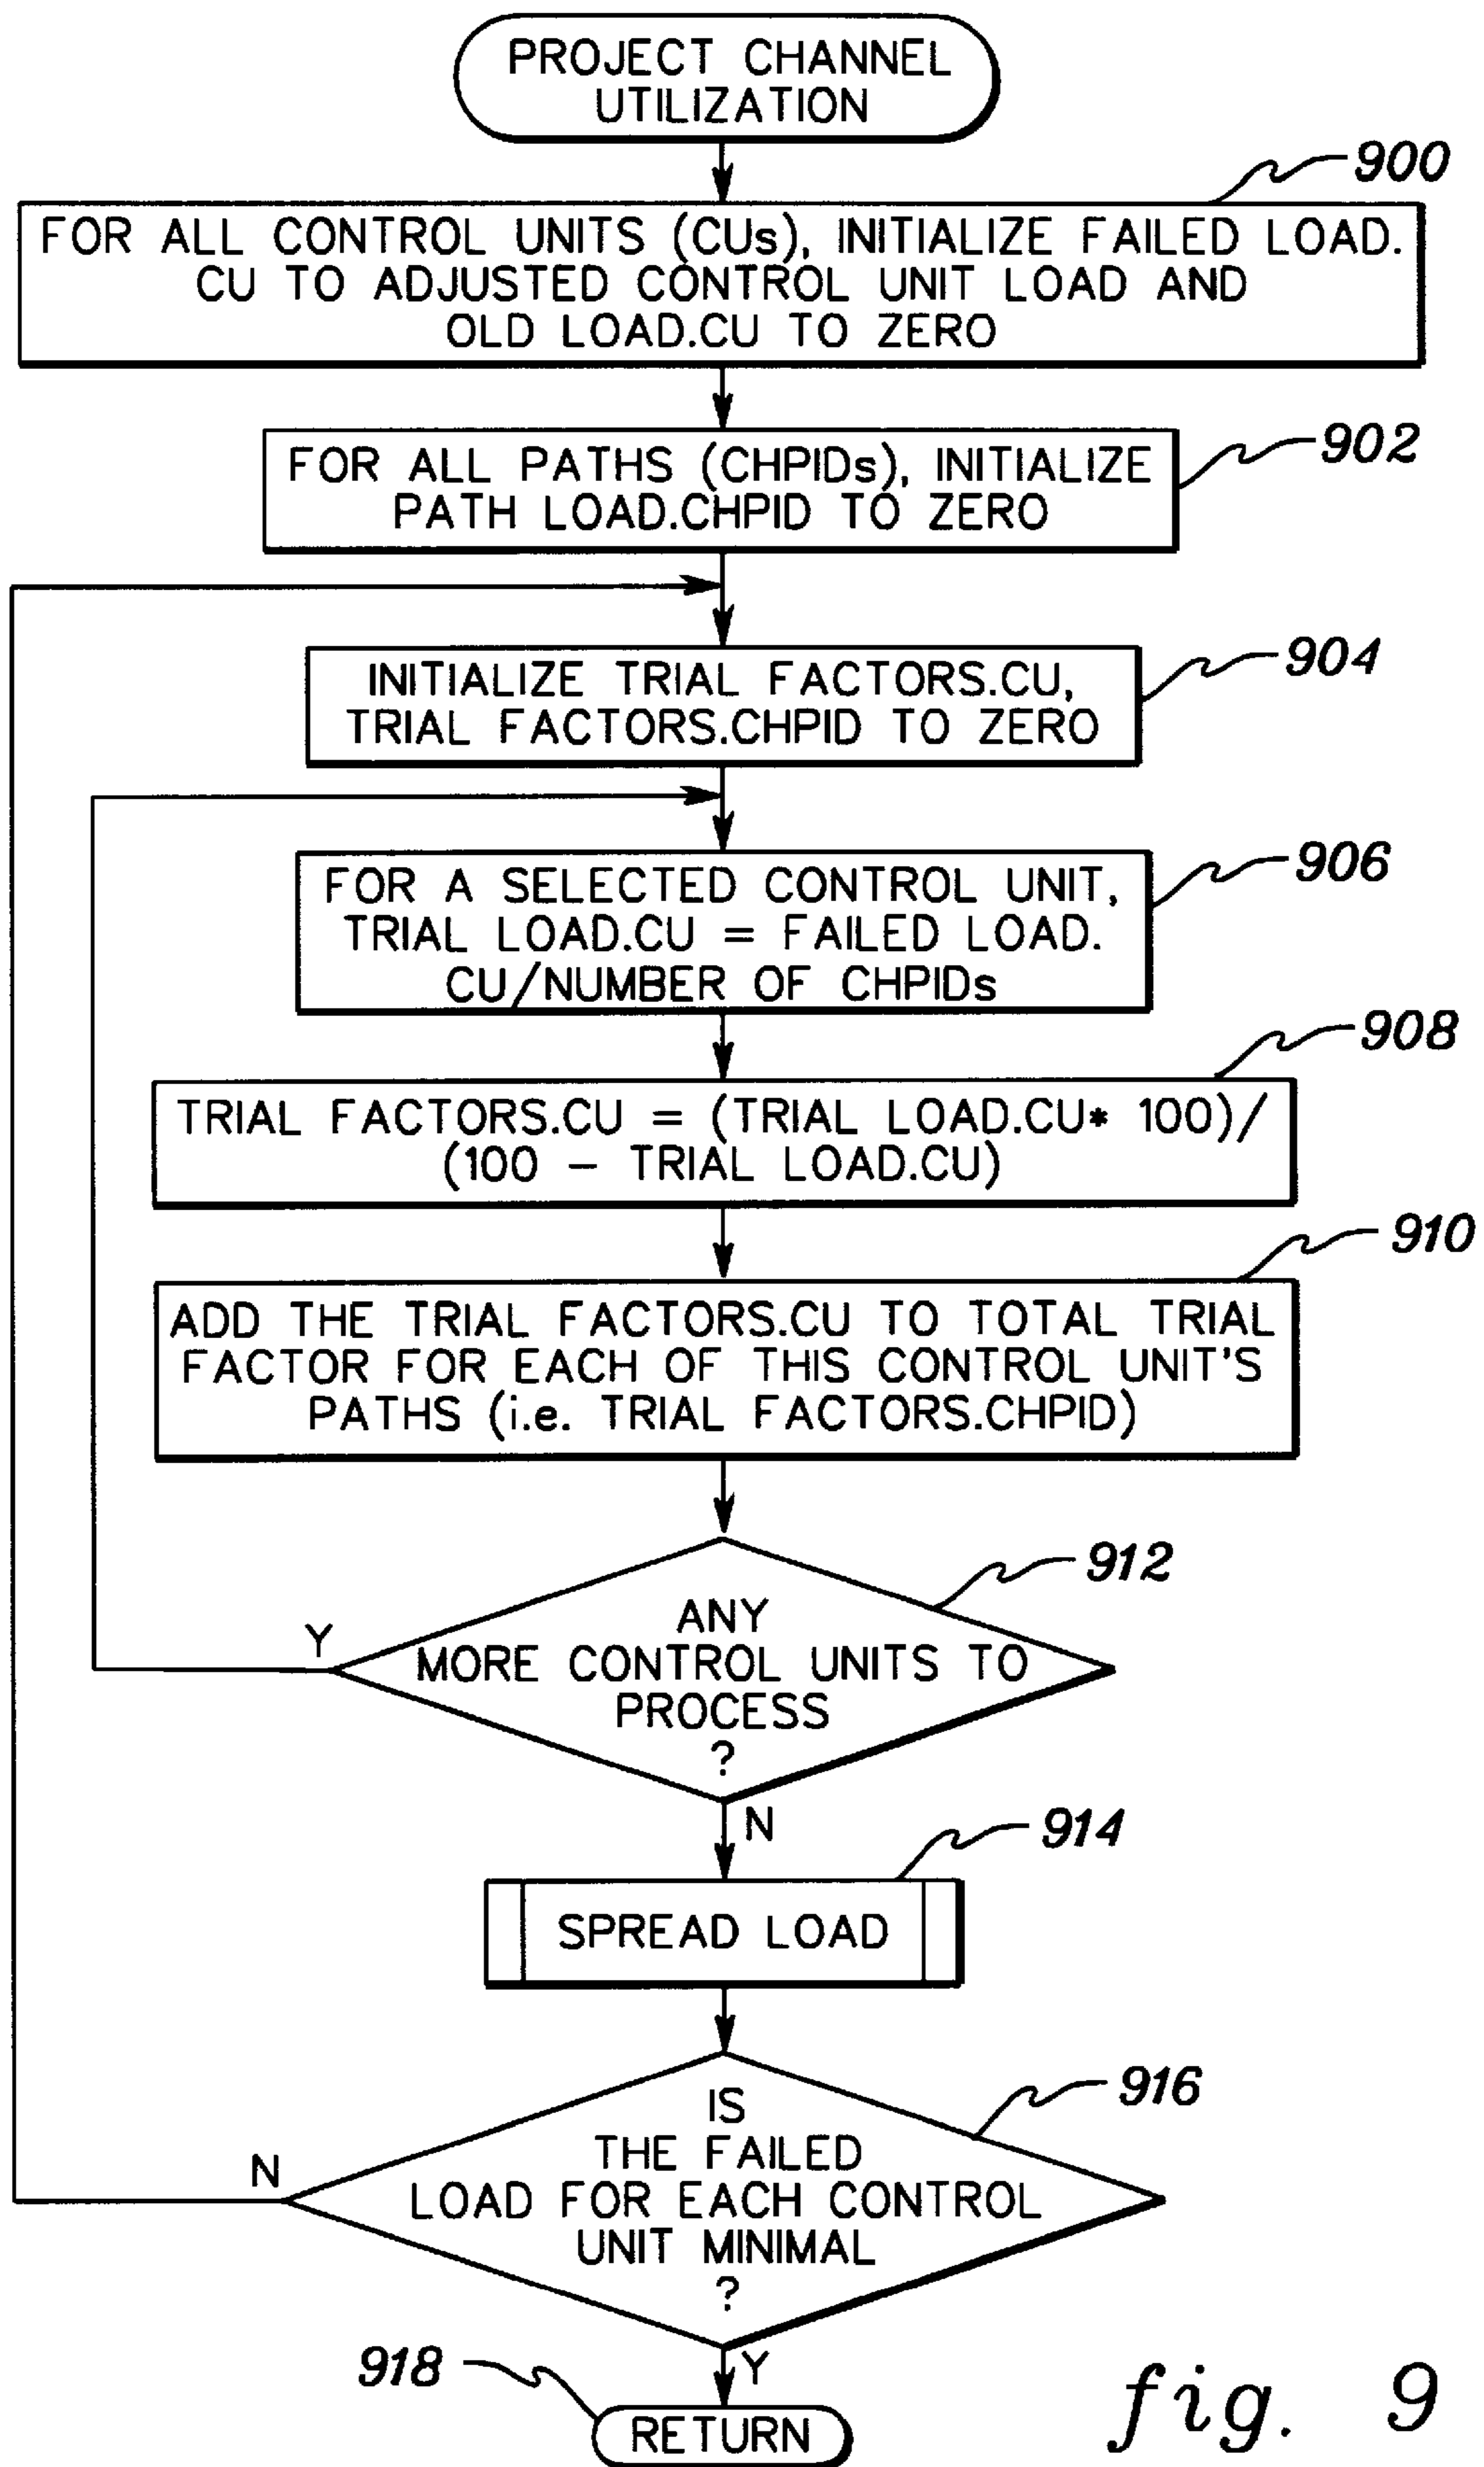 PROJECT CHANNEL
UTILIZATION
900
FOR ALL CONTROL UNITS (CUs), INITIALIZE FAILED LOAD.
CU TO ADJUSTED CONTROL UNIT LOAD AND
OLD LOAD.CU TO ZERO
902
FOR ALL PATHS (CHPIDs), INITIALIZE
PATH LOAD.CHPID TO ZERO
904
INITIALIZE TRIAL FACTORS.CU,
TRIAL FACTORS.CHPID TO ZERO
906
FOR A SELECTED CONTROL UNIT,
TRIAL LOAD.CU = FAILED LOAD.
CU/NUMBER OF CHPIDs
908
TRIAL FACTORS.CU = (TRIAL LOAD.CU* 100)/
(100 - TRIAL LOAD.CU)
910
ADD THE TRIAL FACTORS.CU TO TOTAL TRIAL
FACTOR FOR EACH OF THIS CONTROL UNIT'S
PATHS (i.e. TRIAL FACTORS.CHPID)
912
ANY
MORE CONTROL UNITS TO
PROCESS
?
Y
N
914
SPREAD LOAD
916
IS
THE FAILED
LOAD FOR EACH CONTROL
UNIT MINIMAL
?
N
Y
918
RETURN
fig. 9